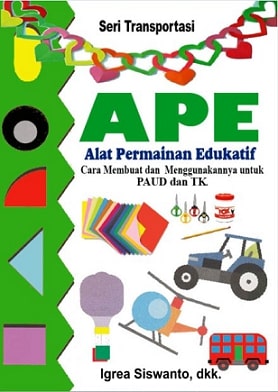 Seri Transportasi
APE
Alat Permainan Edukatif
Cara Membuat dan Menggunakannya untuk
PAUD dan TK
Igrea Siswanto, dkk.